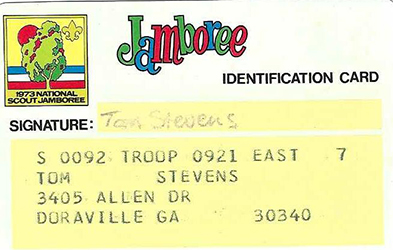 Jamboree
1973 NATIONAL
SCOUT JAMBOREE
IDENTIFICATION CARD
SIGNATURE: Tom Stevens
S 0092 TROOP 0921 EAST 7
TOM STEVENS
3405 ALLEN DR
DORAVILLE GA 30340